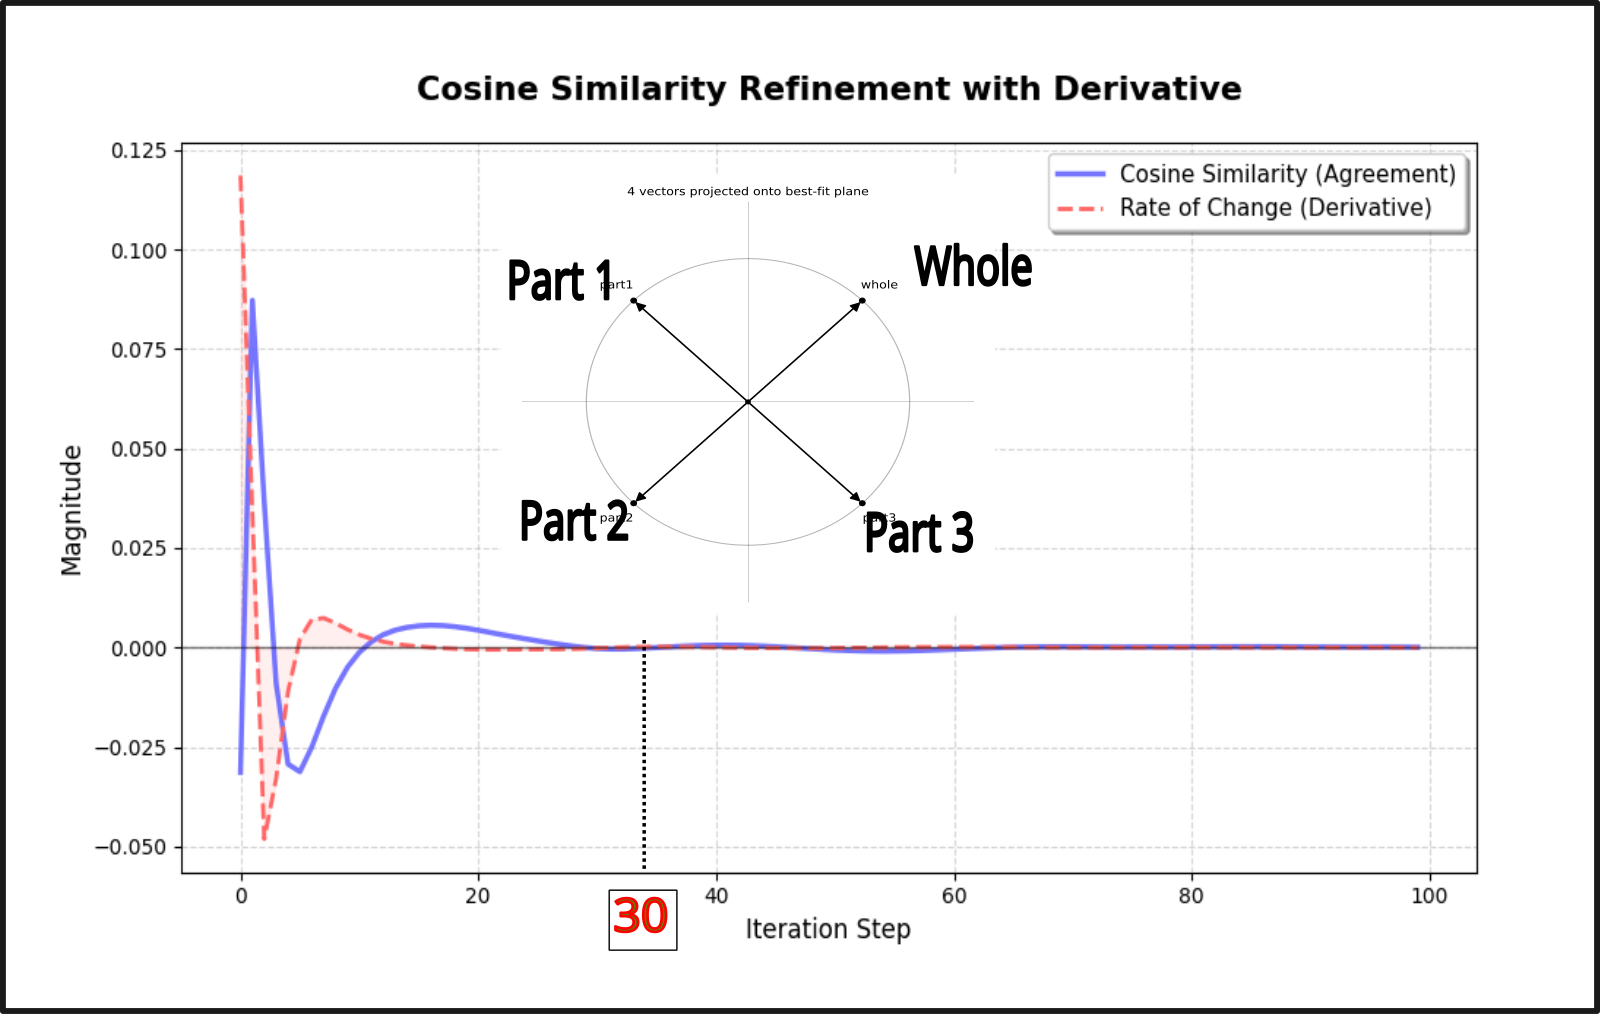 Cosine Similarity Refinement with Derivative
Cosine Similarity (Agreement)
Rate of Change (Derivative)
4 vectors projected onto best-fit plane
Part 1
part1
Whole
whole
Part 2
part2
Part 3
part3
Magnitude
0.125
0.100
0.075
0.050
0.025
0.000
−0.025
−0.050
0 20 40 60 80 100
30
Iteration Step